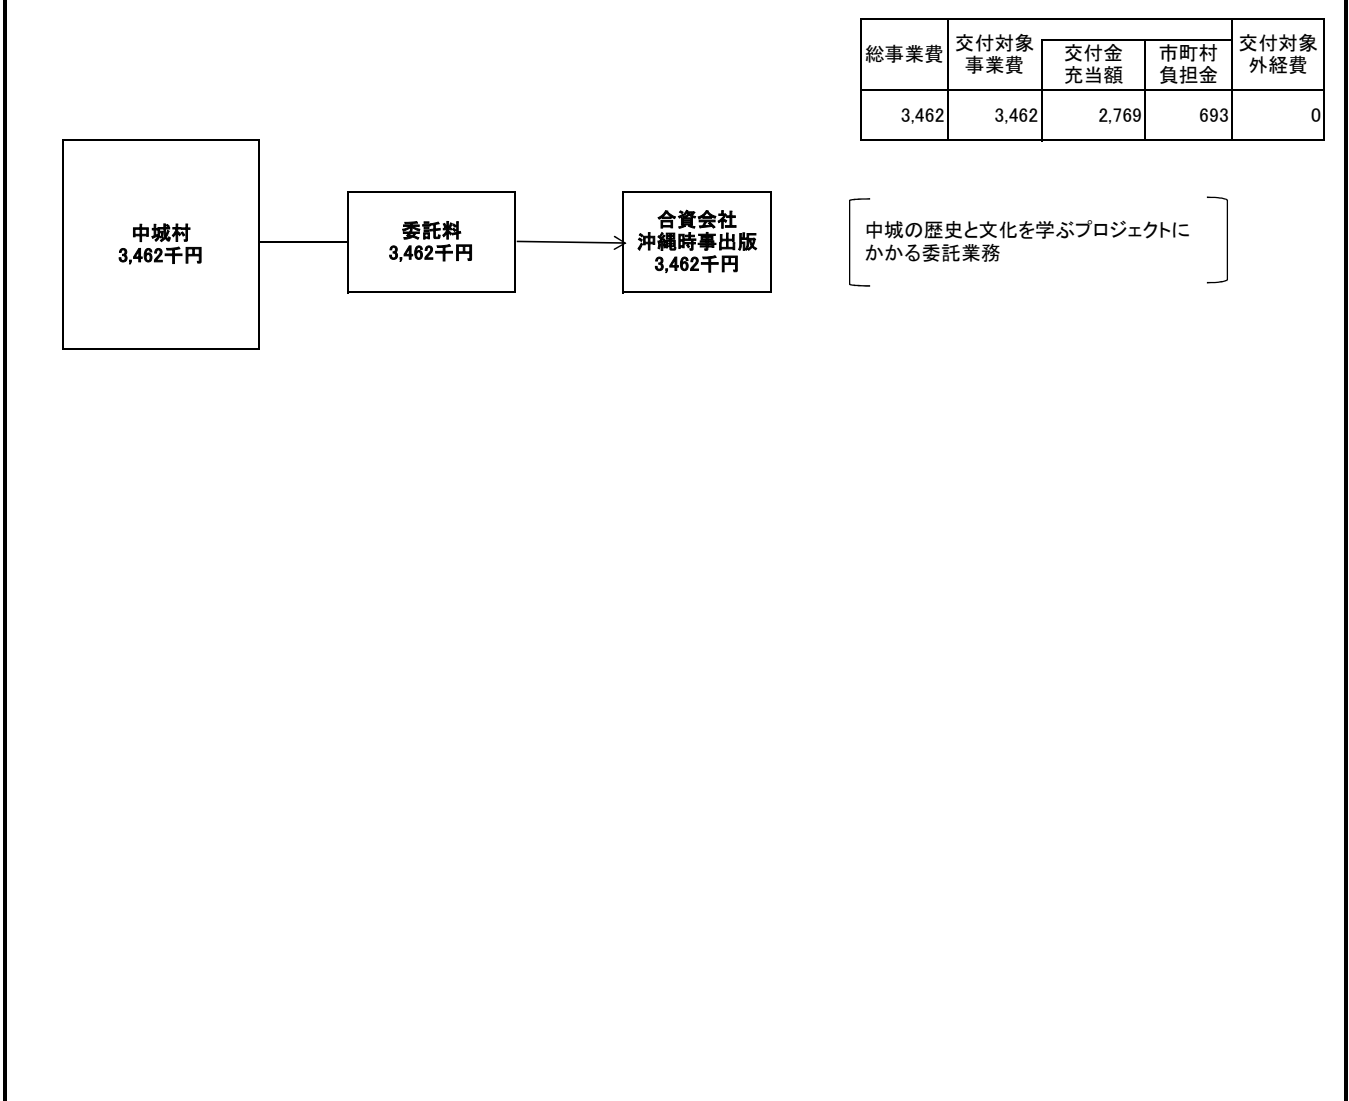 総事業費
交付対象
事業費
交付金
充当額
市町村
負担金
交付対象
外経費
3,462
3,462
2,769
693
0
中城村
3,462千円
委託料
3,462千円
合資会社
沖縄時事出版
3,462千円
中城の歴史と文化を学ぶプロジェクトに
かかる委託業務